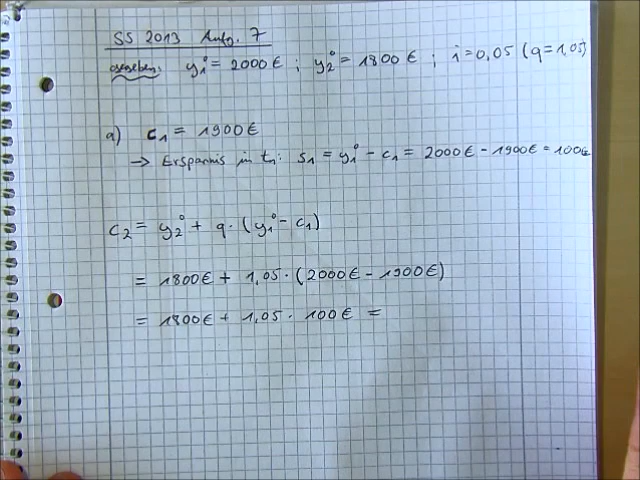 SS 2013 Aufg. 7
gegeben: y₁⁰ = 2000 € ; y₂⁰ = 1800 € ; i = 0,05 (q = 1,05)
a) c₁ = 1900 €
→ Ersparnis in t₁: s₁ = y₁⁰ - c₁ = 2000 € - 1900 € = 100 €
c₂ = y₂⁰ + q · (y₁⁰ - c₁)
= 1800 € + 1,05 · (2000 € - 1900 €)
= 1800 € + 1,05 · 100 € =